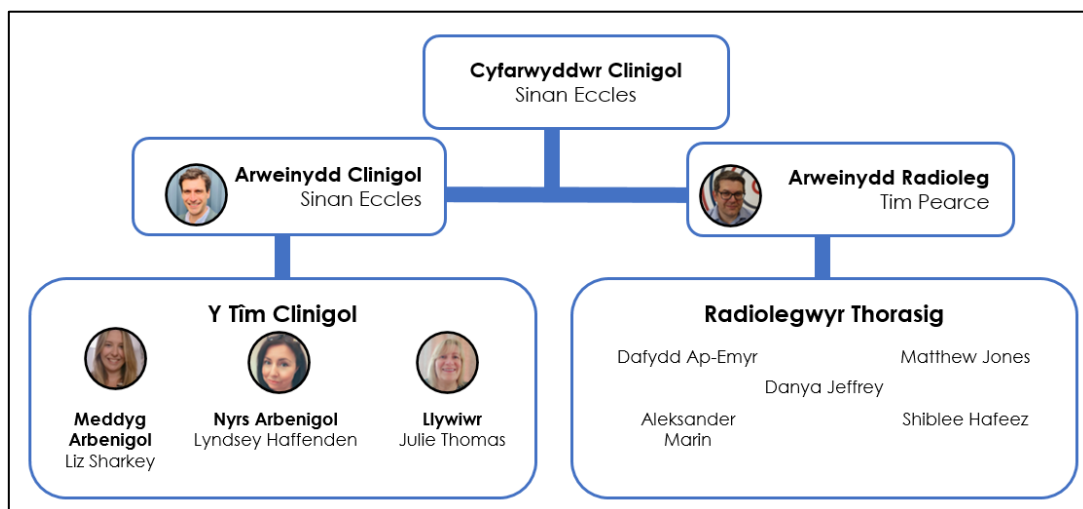 Cyfarwyddwr Clinigol
Sinan Eccles
Arweinydd Clinigol
Sinan Eccles
Arweinydd Radioleg
Tim Pearce
Y Tîm Clinigol
Meddyg
Arbenigol
Liz Sharkey
Nyrs Arbenigol
Lyndsey Haffenden
Llywiwr
Julie Thomas
Radiolegwyr Thorasig
Dafydd Ap-Emyr
Matthew Jones
Danya Jeffrey
Aleksander
Marin
Shiblee Hafeez